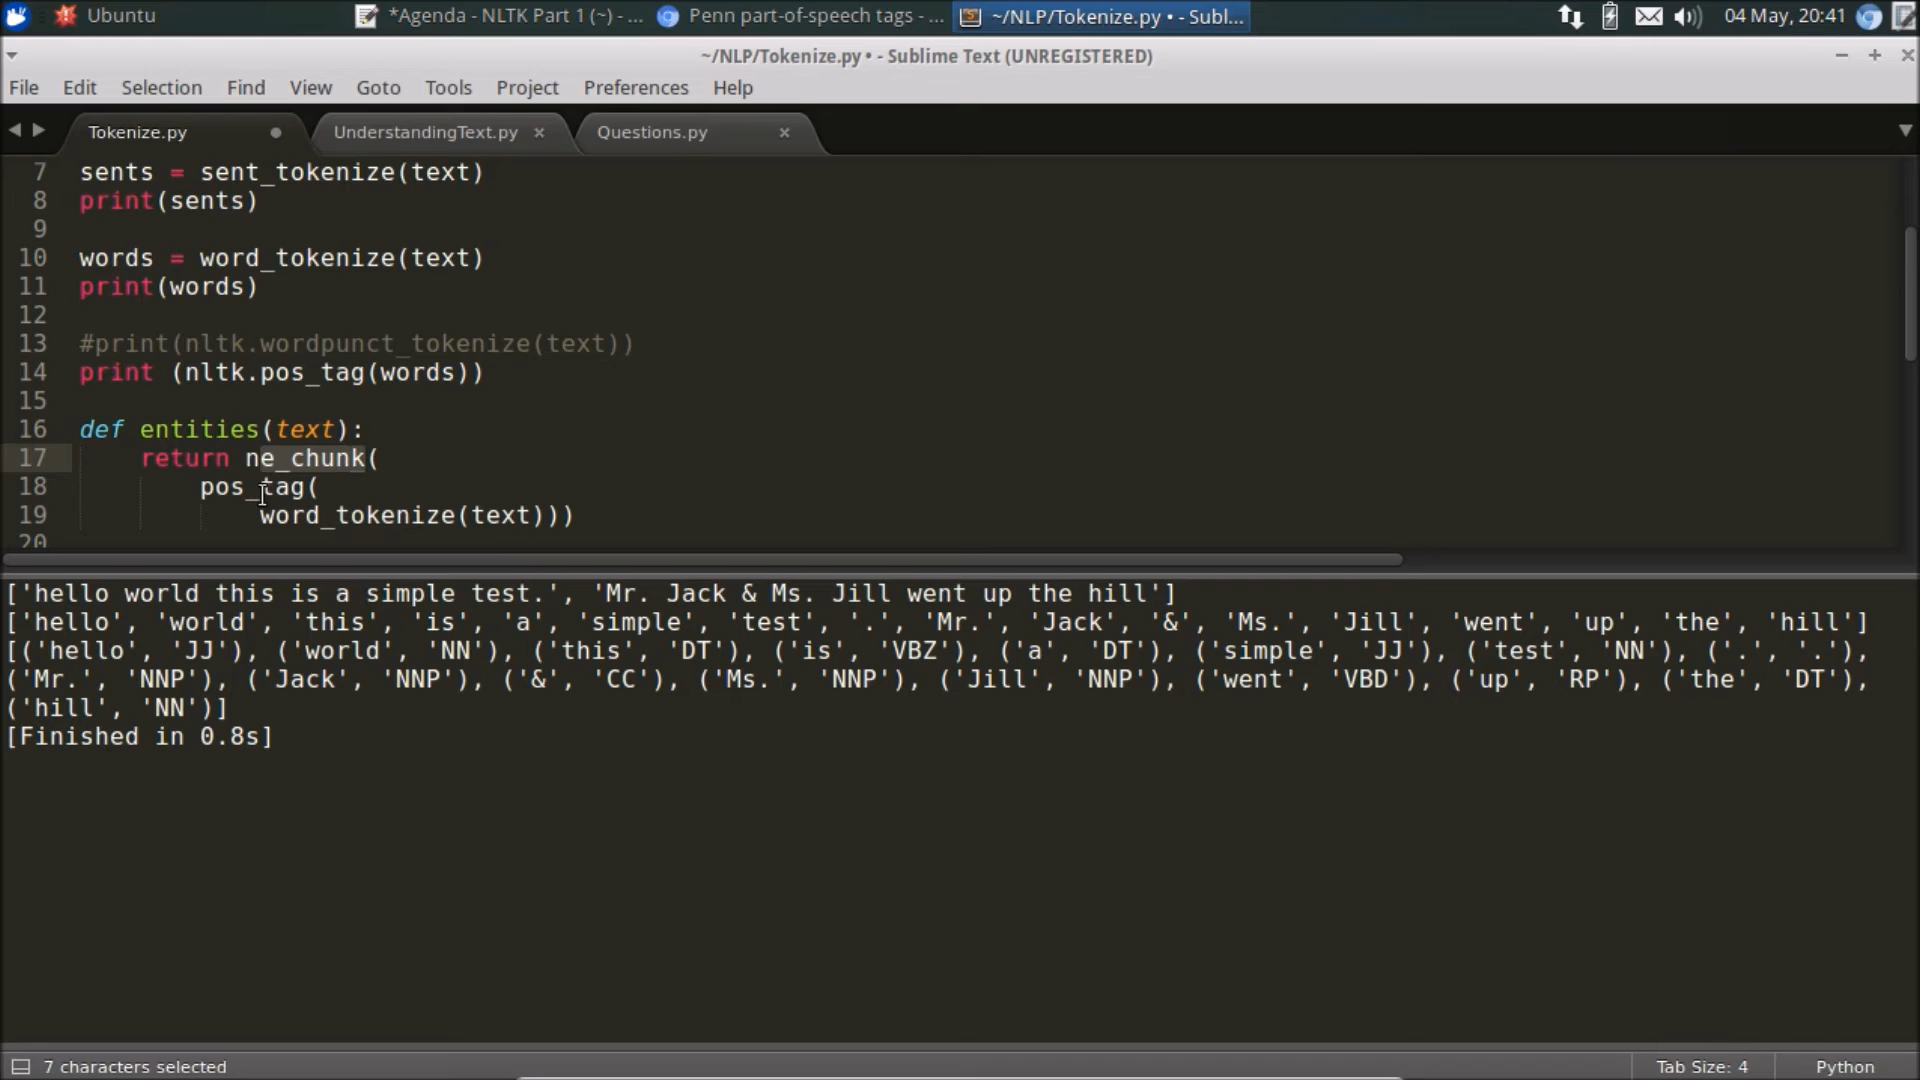 Ubuntu
*Agenda - NLTK Part 1 (~) - ...
Penn part-of-speech tags - ...
~/NLP/Tokenize.py • - Subl...
04 May, 20:41
~/NLP/Tokenize.py • - Sublime Text (UNREGISTERED)
File Edit Selection Find View Goto Tools Project Preferences Help
Tokenize.py UnderstandingText.py Questions.py
7 sents = sent_tokenize(text)
8 print(sents)
9
10 words = word_tokenize(text)
11 print(words)
12
13 #print(nltk.wordpunct_tokenize(text))
14 print (nltk.pos_tag(words))
15
16 def entities(text):
17     return ne_chunk(
18         pos_tag(
19             word_tokenize(text)))
20
['hello world this is a simple test.', 'Mr. Jack & Ms. Jill went up the hill']
['hello', 'world', 'this', 'is', 'a', 'simple', 'test', '.', 'Mr.', 'Jack', '&', 'Ms.', 'Jill', 'went', 'up', 'the', 'hill']
[('hello', 'JJ'), ('world', 'NN'), ('this', 'DT'), ('is', 'VBZ'), ('a', 'DT'), ('simple', 'JJ'), ('test', 'NN'), ('.', '.'),
('Mr.', 'NNP'), ('Jack', 'NNP'), ('&', 'CC'), ('Ms.', 'NNP'), ('Jill', 'NNP'), ('went', 'VBD'), ('up', 'RP'), ('the', 'DT'),
('hill', 'NN')]
[Finished in 0.8s]
7 characters selected
Tab Size: 4
Python